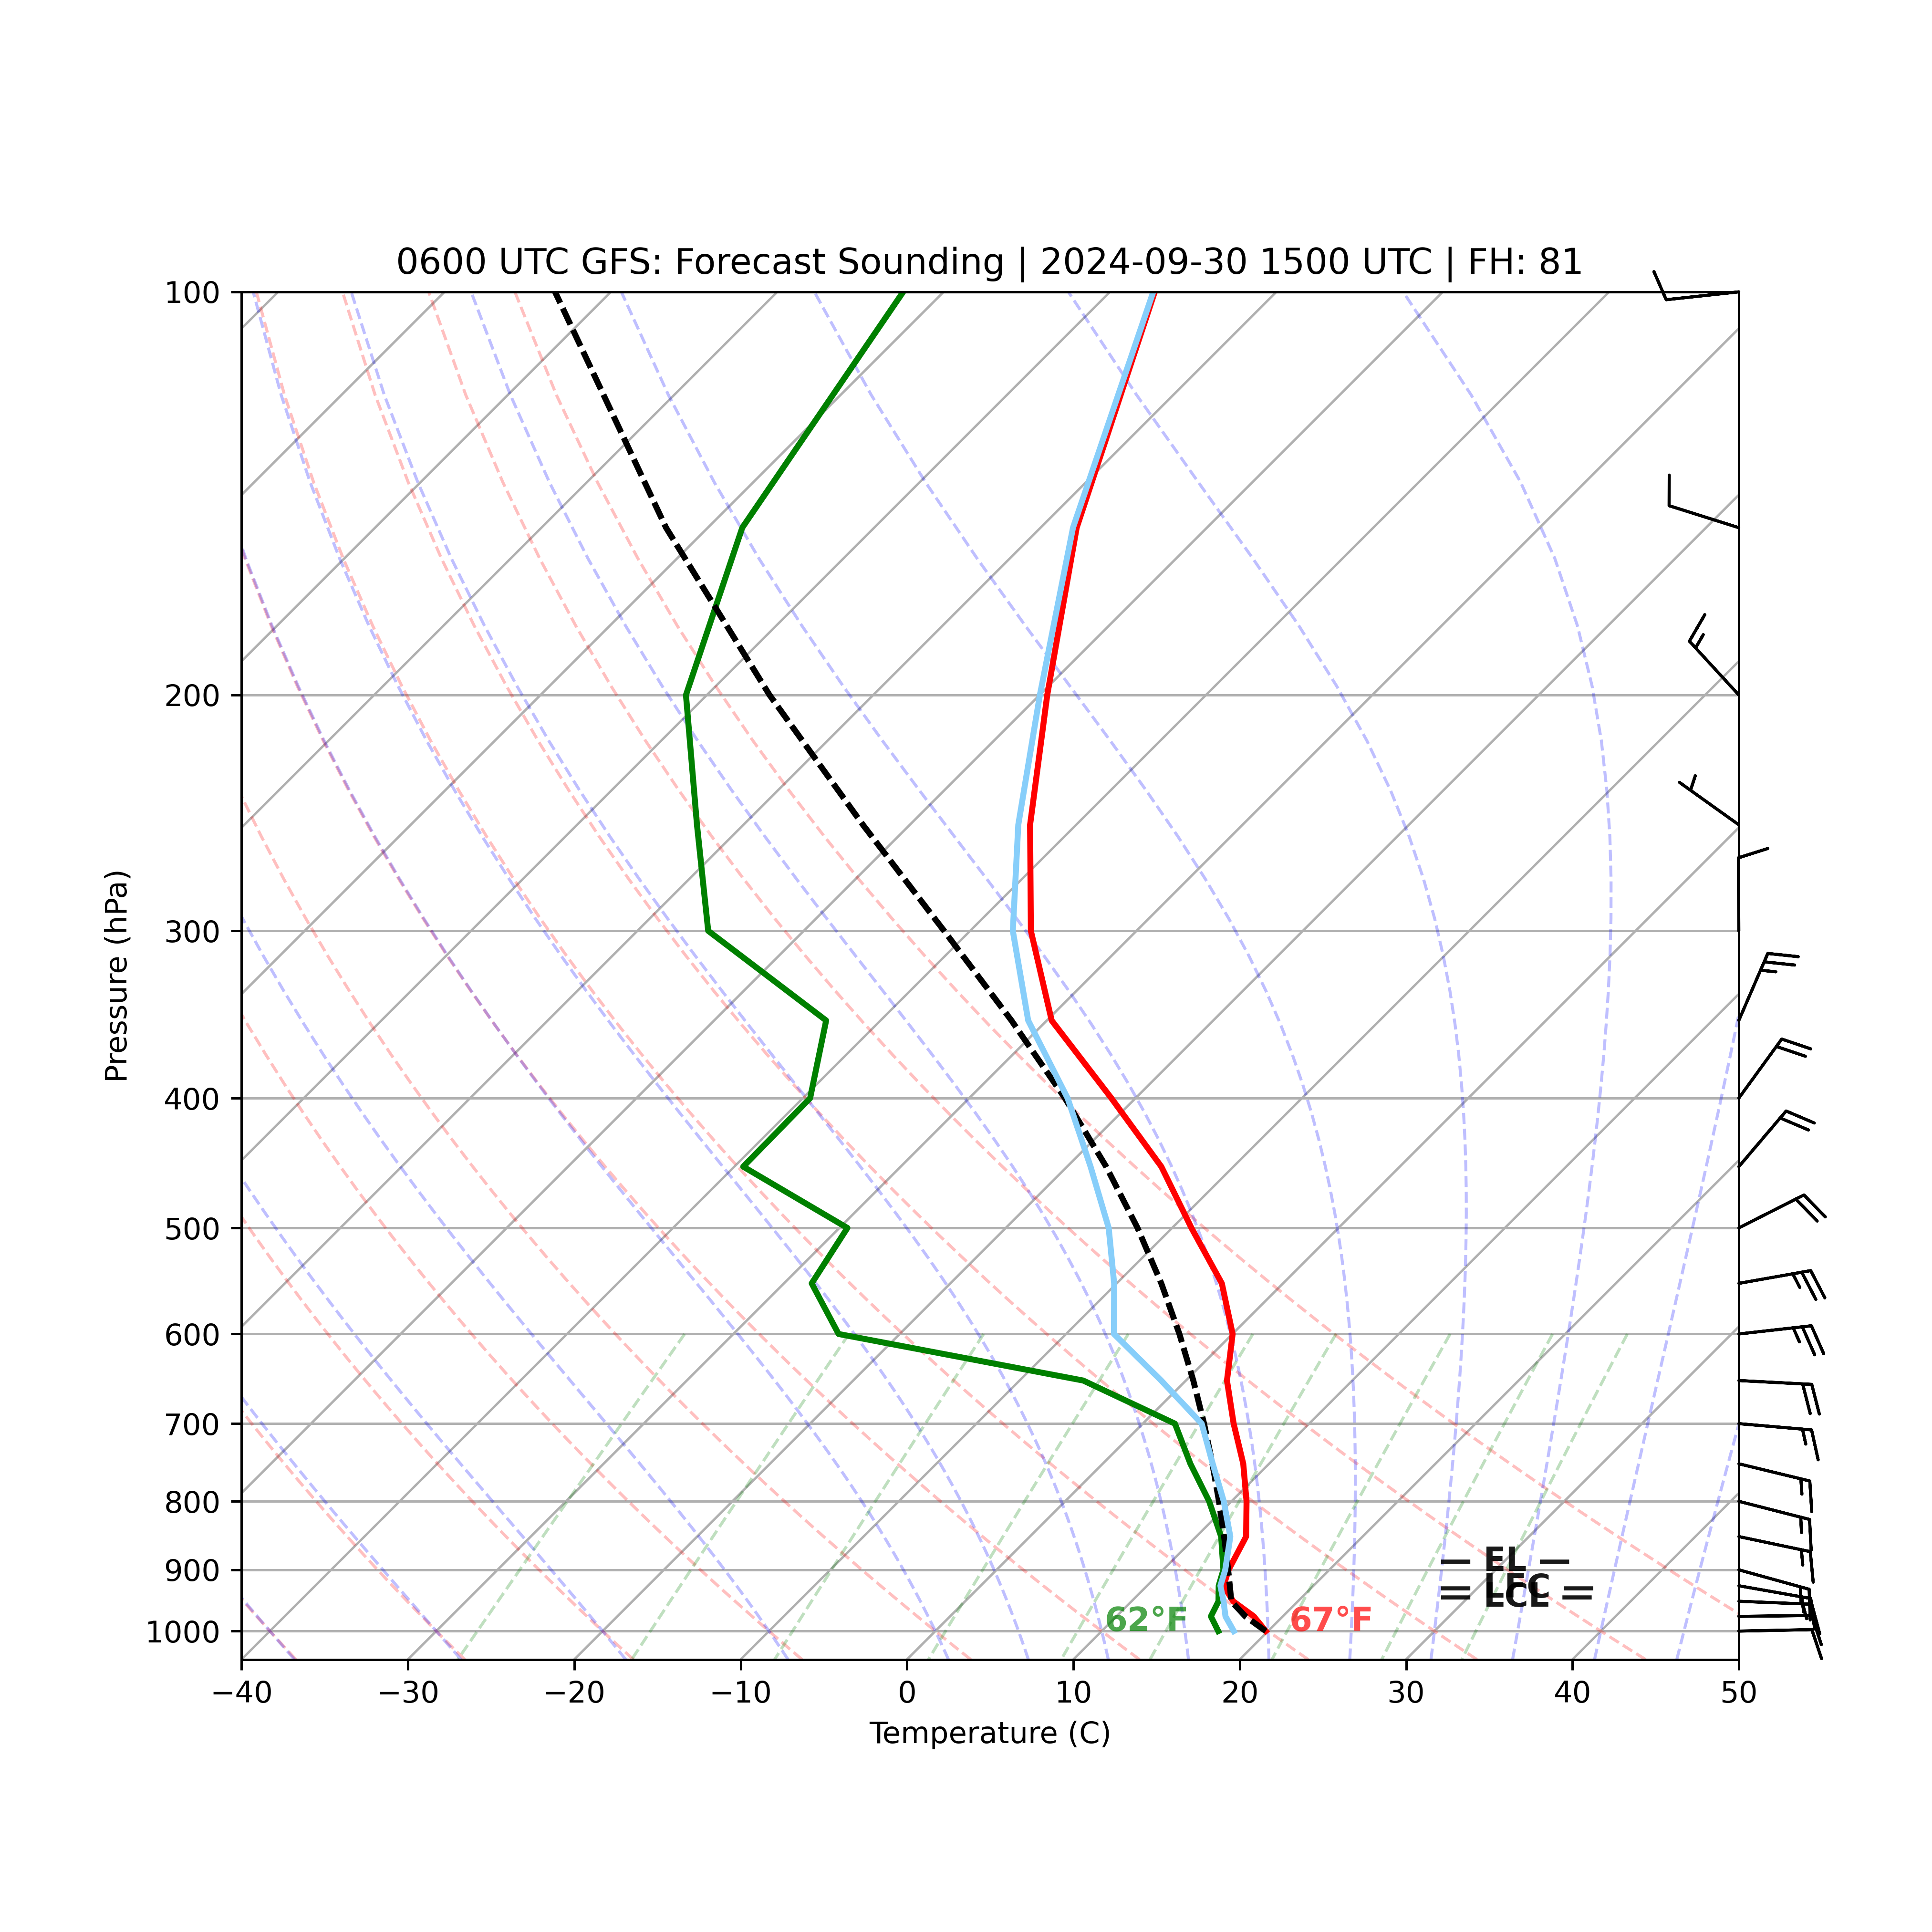 0600 UTC GFS: Forecast Sounding | 2024-09-30 1500 UTC | FH: 81
100
200
300
400
500
600
700
800
900
1000
Pressure (hPa)
— EL —
— LFC —
— LCL —
62°F
67°F
−40 −30 −20 −10 0 10 20 30 40 50
Temperature (C)